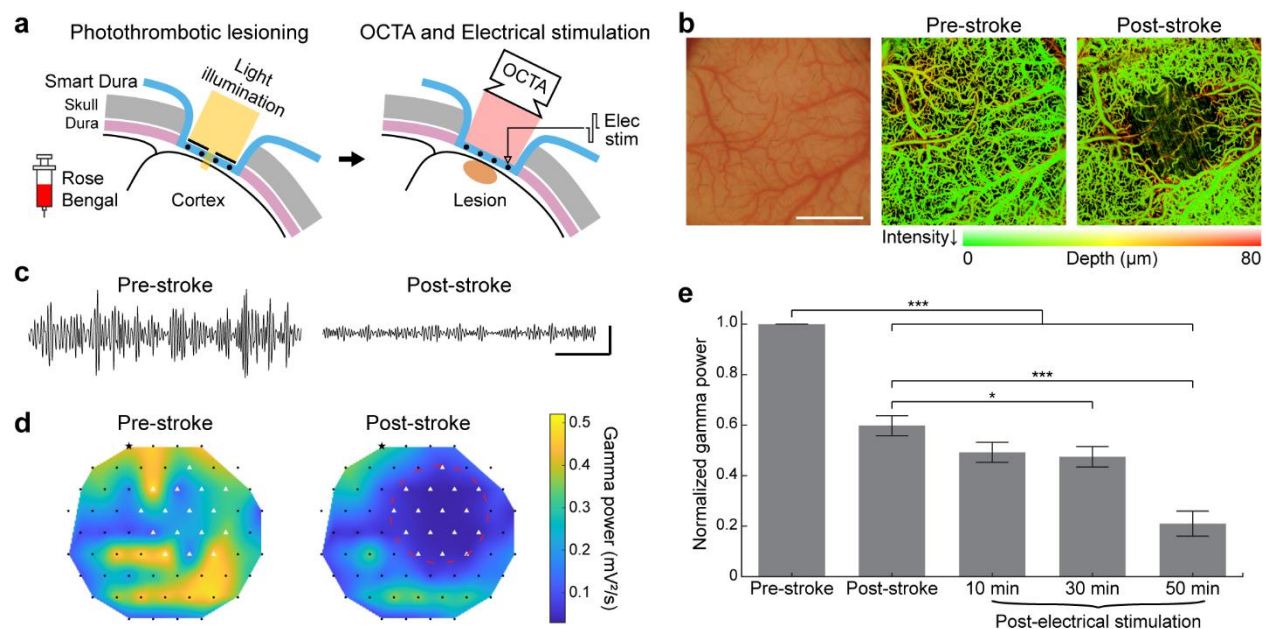 a
Photothrombotic lesioning
OCTA and Electrical stimulation
Smart Dura
Light
illumination
Skull
Dura
Rose
Bengal
Cortex
OCTA
Elec
stim
Lesion
b
Pre-stroke
Post-stroke
Intensity↓
0
Depth (µm)
80
c
Pre-stroke
Post-stroke
d
Pre-stroke
Post-stroke
0.5
0.4
0.3
0.2
0.1
Gamma power (mV²/s)
e
Normalized gamma power
1.0
0.8
0.6
0.4
0.2
0
***
***
*
Pre-stroke
Post-stroke
10 min
30 min
50 min
Post-electrical stimulation